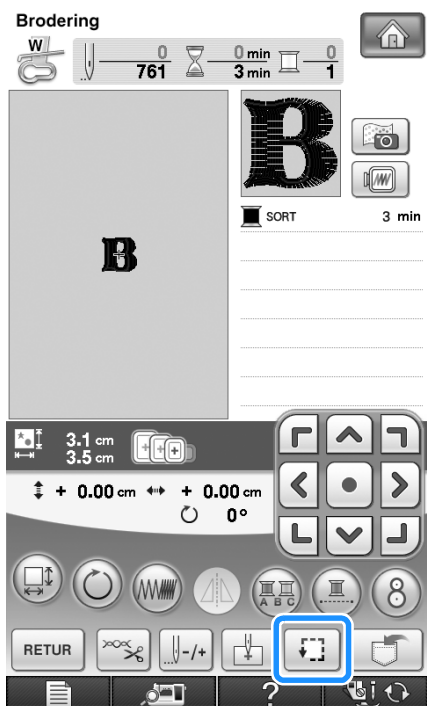 Brodering
W
0 0 min 0
761 3 min 1
SORT 3 min
3.1 cm
3.5 cm
+ 0.00 cm + 0.00 cm
0°
A B C
RETUR
-/+
?